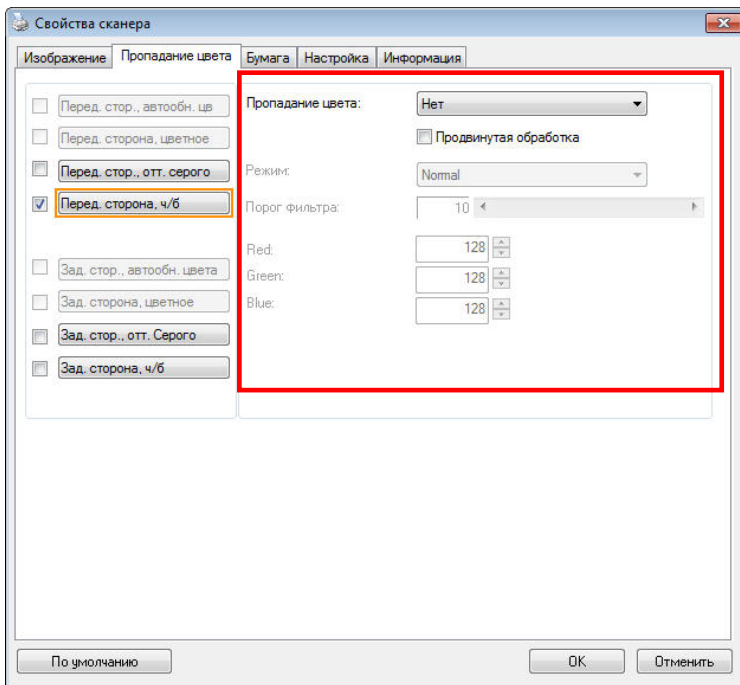 Свойства сканера
Изображение Пропадание цвета Бумага Настройка Информация
Перед. стор., автообн. цв
Перед. сторона, цветное
Перед. стор., отт. серого
Перед. сторона, ч/б
Зад. стор., автообн. цвета
Зад. сторона, цветное
Зад. стор., отт. Серого
Зад. сторона, ч/б
Пропадание цвета: Нет
Продвинутая обработка
Режим: Normal
Порог фильтра: 10
Red: 128
Green: 128
Blue: 128
По умолчанию OK Отменить